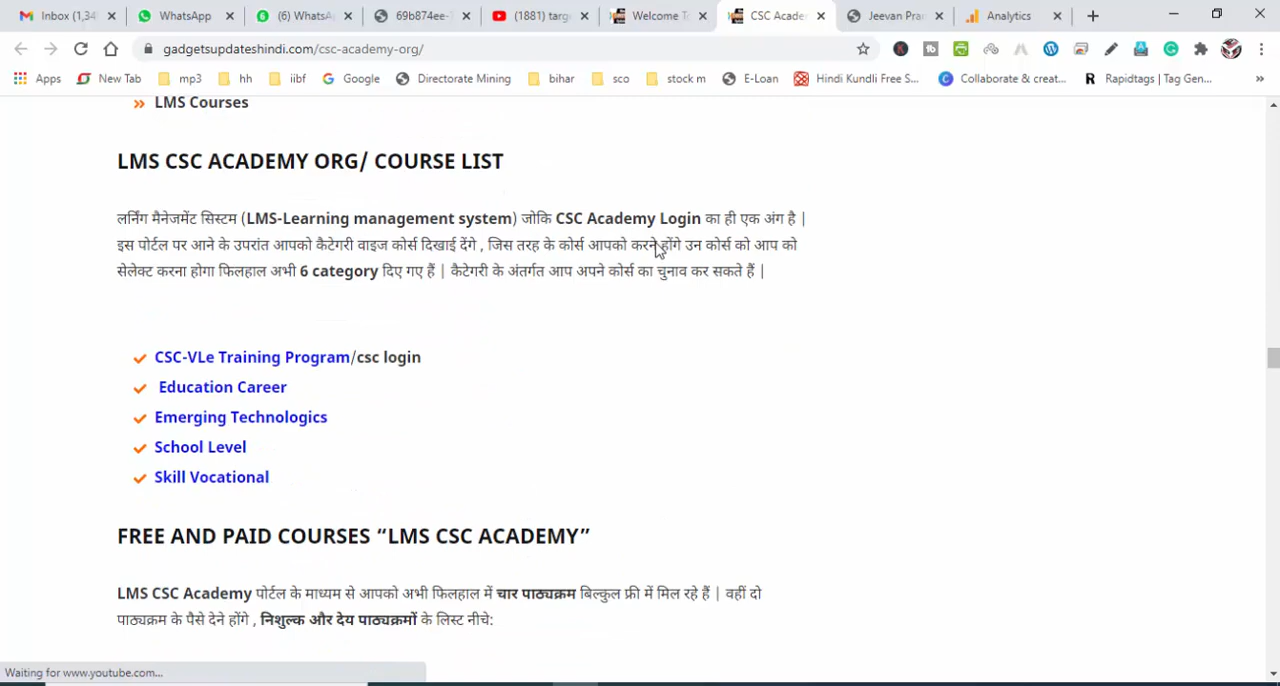 Inbox (1,34
WhatsApp
(6) WhatsA
69b874ee-
(1881) targ
Welcome To
CSC Acade
Jeevan Pra
Analytics
gadgetsupdateshindi.com/csc-academy-org/
Apps New Tab mp3 hh iibf Google Directorate Mining bihar sco stock m E-Loan Hindi Kundli Free S... Collaborate & creat... Rapidtags | Tag Gen... »
LMS Courses
LMS CSC ACADEMY ORG/ COURSE LIST
लर्निंग मैनेजमेंट सिस्टम (LMS-Learning management system) जोकि CSC Academy Login का ही एक अंग है |
इस पोर्टल पर आने के उपरांत आपको कैटेगरी वाइज कोर्स दिखाई देंगे , जिस तरह के कोर्स आपको करने होंगे उन कोर्स को आप को
सेलेक्ट करना होगा फिलहाल अभी 6 category दिए गए हैं | कैटेगरी के अंतर्गत आप अपने कोर्स का चुनाव कर सकते हैं |
CSC-VLe Training Program/csc login
Education Career
Emerging Technologics
School Level
Skill Vocational
FREE AND PAID COURSES “LMS CSC ACADEMY”
LMS CSC Academy पोर्टल के माध्यम से आपको अभी फिलहाल में चार पाठ्यक्रम बिल्कुल फ्री में मिल रहे हैं | वहीं दो
पाठ्यक्रम के पैसे देने होंगे , निशुल्क और देय पाठ्यक्रमों के लिस्ट नीचे:
Waiting for www.youtube.com...